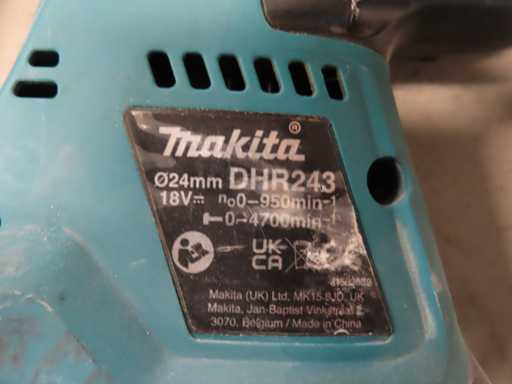 Makita®
Ø24mm DHR243
18V⎓ n₀0-950min⁻¹
0-4700min⁻¹
UK
CA
Makita (UK) Ltd, MK15 8JD, UK
Makita, Jan-Baptist Vinkstraat 2
3070, Belgium / Made in China